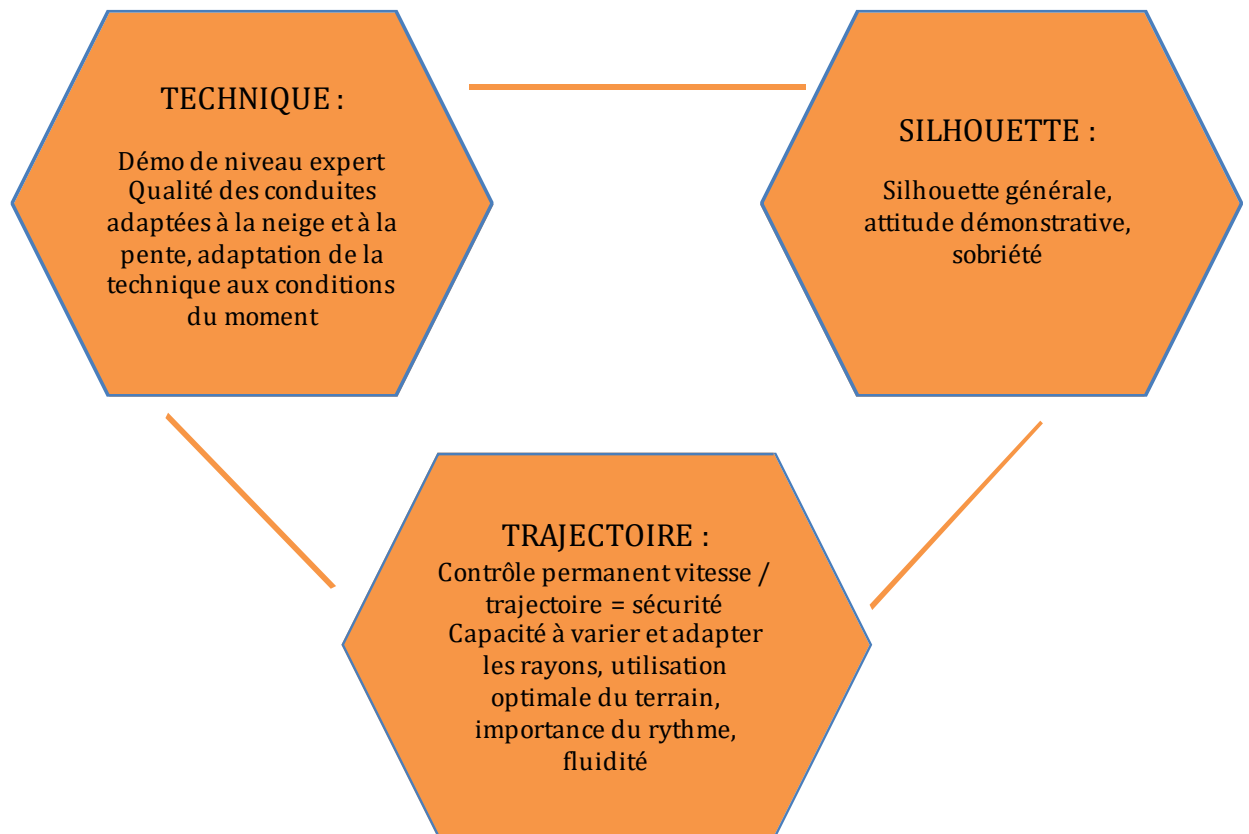 TECHNIQUE :
Démo de niveau expert
Qualité des conduites
adaptées à la neige et à la
pente, adaptation de la
technique aux conditions
du moment
SILHOUETTE :
Silhouette générale,
attitude démonstrative,
sobriété
TRAJECTOIRE :
Contrôle permanent vitesse /
trajectoire = sécurité
Capacité à varier et adapter
les rayons, utilisation
optimale du terrain,
importance du rythme,
fluidité